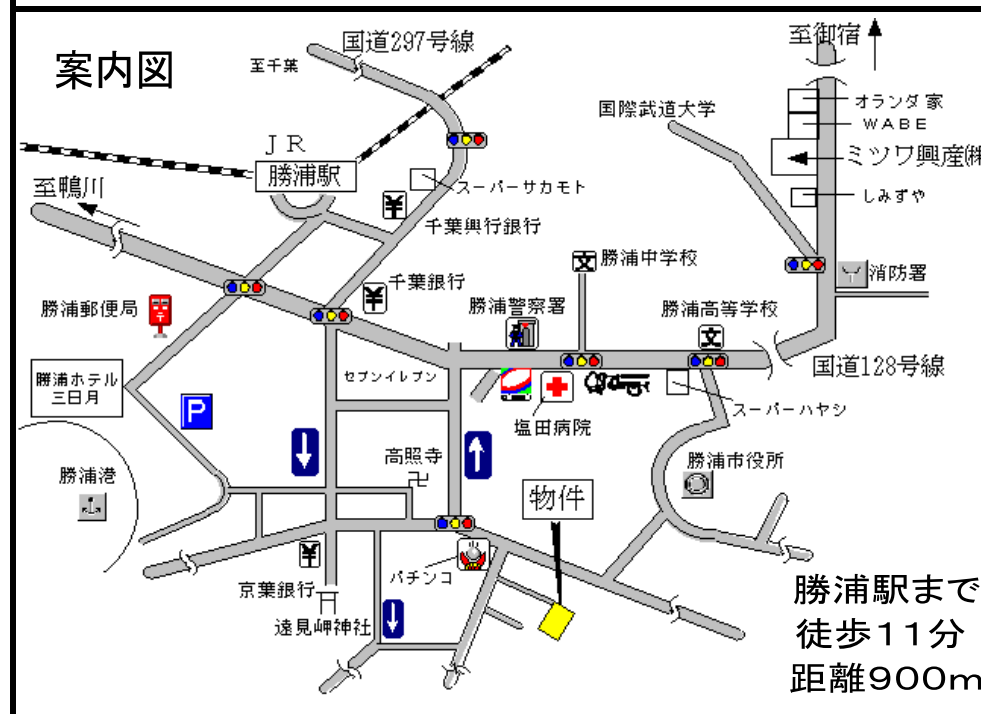 案内図
国道297号線
至千葉
至御宿
オランダ家
WABE
ミツワ興産㈱
しみずや
国際武道大学
JR
勝浦駅
スーパーサカモト
至鴨川
¥
千葉興行銀行
文
勝浦中学校
消防署
¥
千葉銀行
勝浦郵便局
勝浦警察署
勝浦高等学校
文
国道128号線
セブンイレブン
勝浦ホテル
三日月
P
塩田病院
スーパーハヤシ
高照寺
卍
勝浦市役所
勝浦港
物件
¥
京葉銀行
パチンコ
遠見岬神社
勝浦駅まで
徒歩11分
距離900m